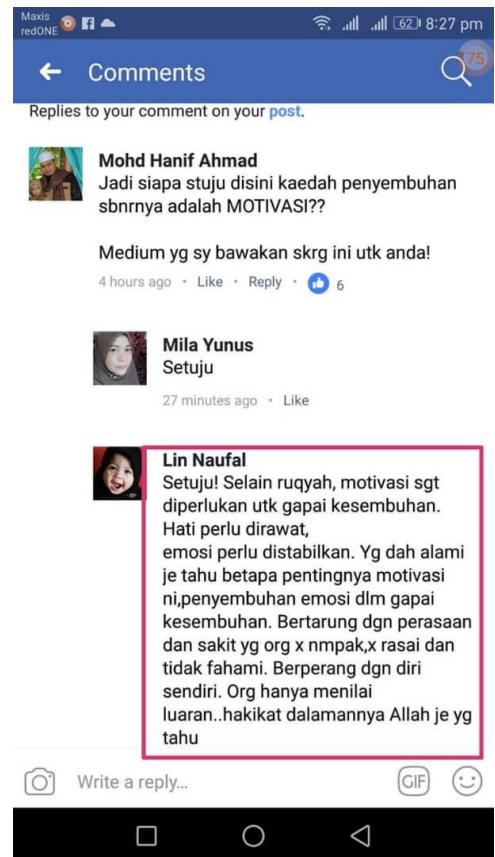 Maxis
redONE
62
8:27 pm
Comments
75
Replies to your comment on your post.
Mohd Hanif Ahmad
Jadi siapa stuju disini kaedah penyembuhan
sbnrnya adalah MOTIVASI??
Medium yg sy bawakan skrg ini utk anda!
4 hours ago · Like · Reply · 6
Mila Yunus
Setuju
27 minutes ago · Like
Lin Naufal
Setuju! Selain ruqyah, motivasi sgt
diperlukan utk gapai kesembuhan.
Hati perlu dirawat,
emosi perlu distabilkan. Yg dah alami
je tahu betapa pentingnya motivasi
ni,penyembuhan emosi dlm gapai
kesembuhan. Bertarung dgn perasaan
dan sakit yg org x nmpak,x rasai dan
tidak fahami. Berperang dgn diri
sendiri. Org hanya menilai
luaran..hakikat dalamannya Allah je yg
tahu
Write a reply...
GIF